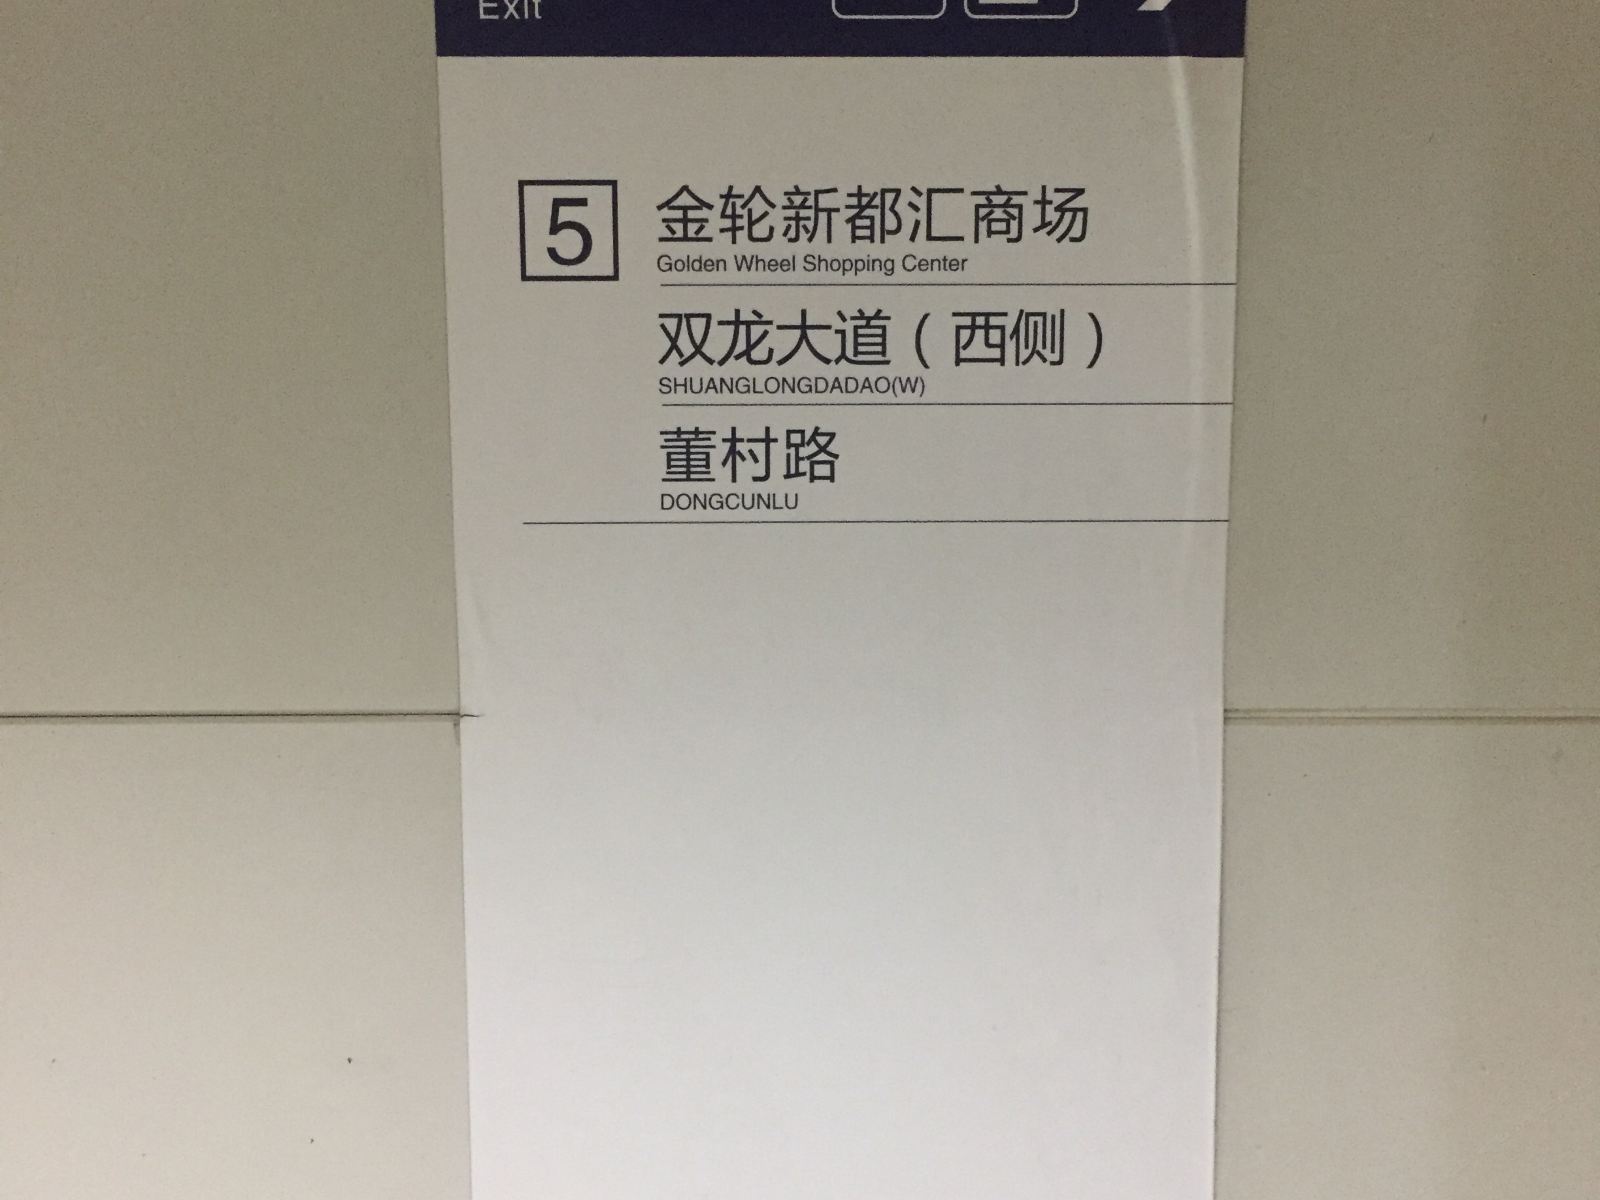 Exit
5
金轮新都汇商场
Golden Wheel Shopping Center
双龙大道（西侧）
SHUANGLONGDADAO(W)
董村路
DONGCUNLU